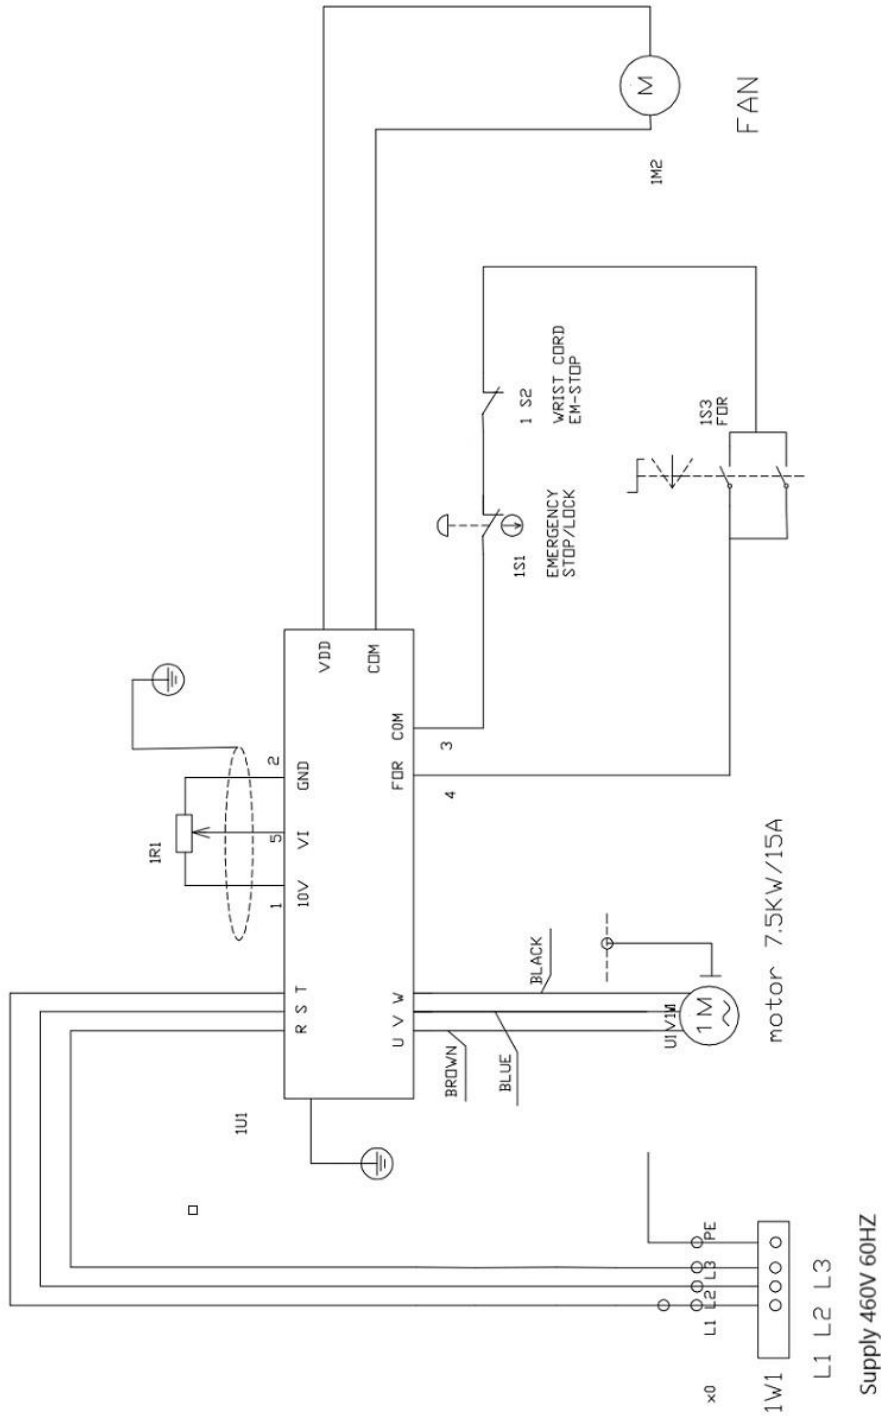 1R1
1U1
1 5 2
R S T
10V
VI
GND
VDD
COM
U V W
FOR
COM
4
3
BROWN
BLUE
BLACK
1S1
EMERGENCY
STOP/LOCK
1 S2
WRIST CORD
EM-STOP
M
1M2
FAN
1M
motor 7.5KW/15A
1S3
FOR
x0
L1 L2 L3 PE
1W1
L1 L2 L3
Supply 460V 60HZ